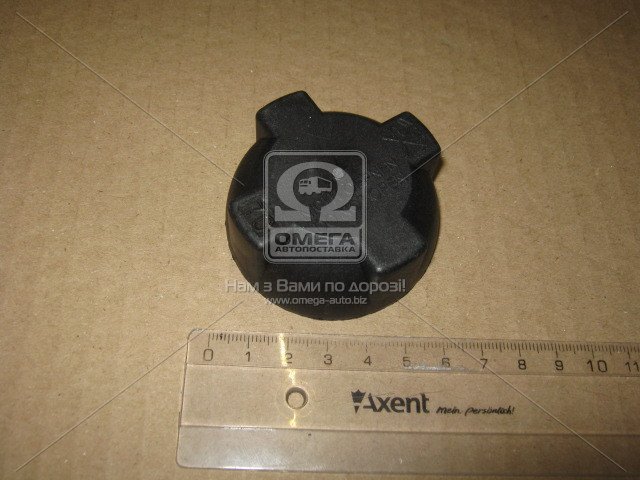 ОМЕГА
АВТОПОСТАВКА
Нам з Вами по дорозі!
www.omega-auto.biz
0 1 2 3 4 5 6 7 8 9 10 11
Axent Mein. persönlich!